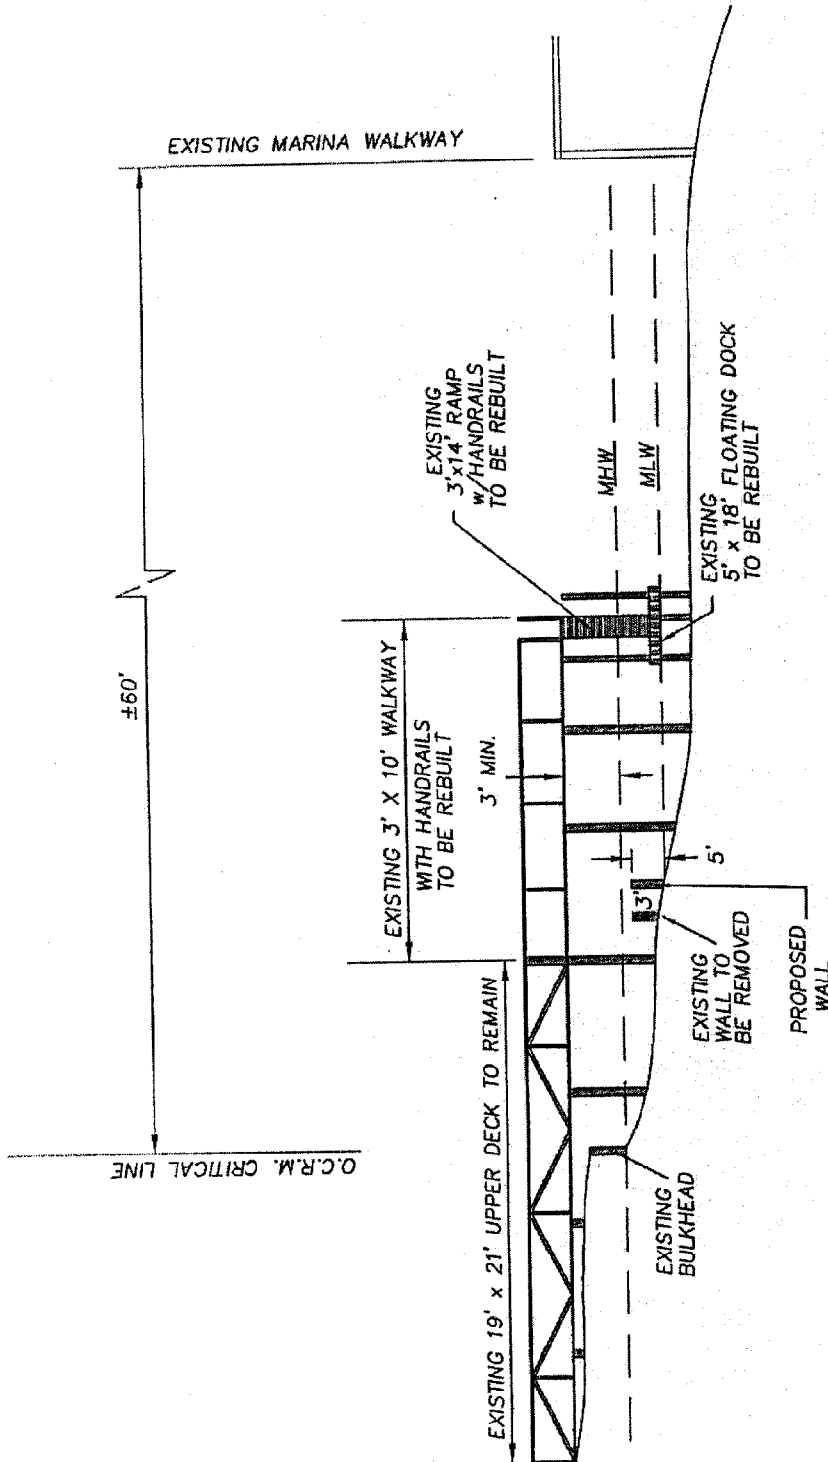 O.C.R.M. CRITICAL LINE
±60'
EXISTING MARINA WALKWAY
EXISTING 19' x 21' UPPER DECK TO REMAIN
EXISTING 3' X 10' WALKWAY
WITH HANDRAILS
TO BE REBUILT
EXISTING
3'x14' RAMP
w/HANDRAILS
TO BE REBUILT
3' MIN.
MHW
MLW
EXISTING
BULKHEAD
EXISTING
WALL TO
BE REMOVED
3'
5'
PROPOSED
WALL
EXISTING
5' x 18' FLOATING DOCK
TO BE REBUILT